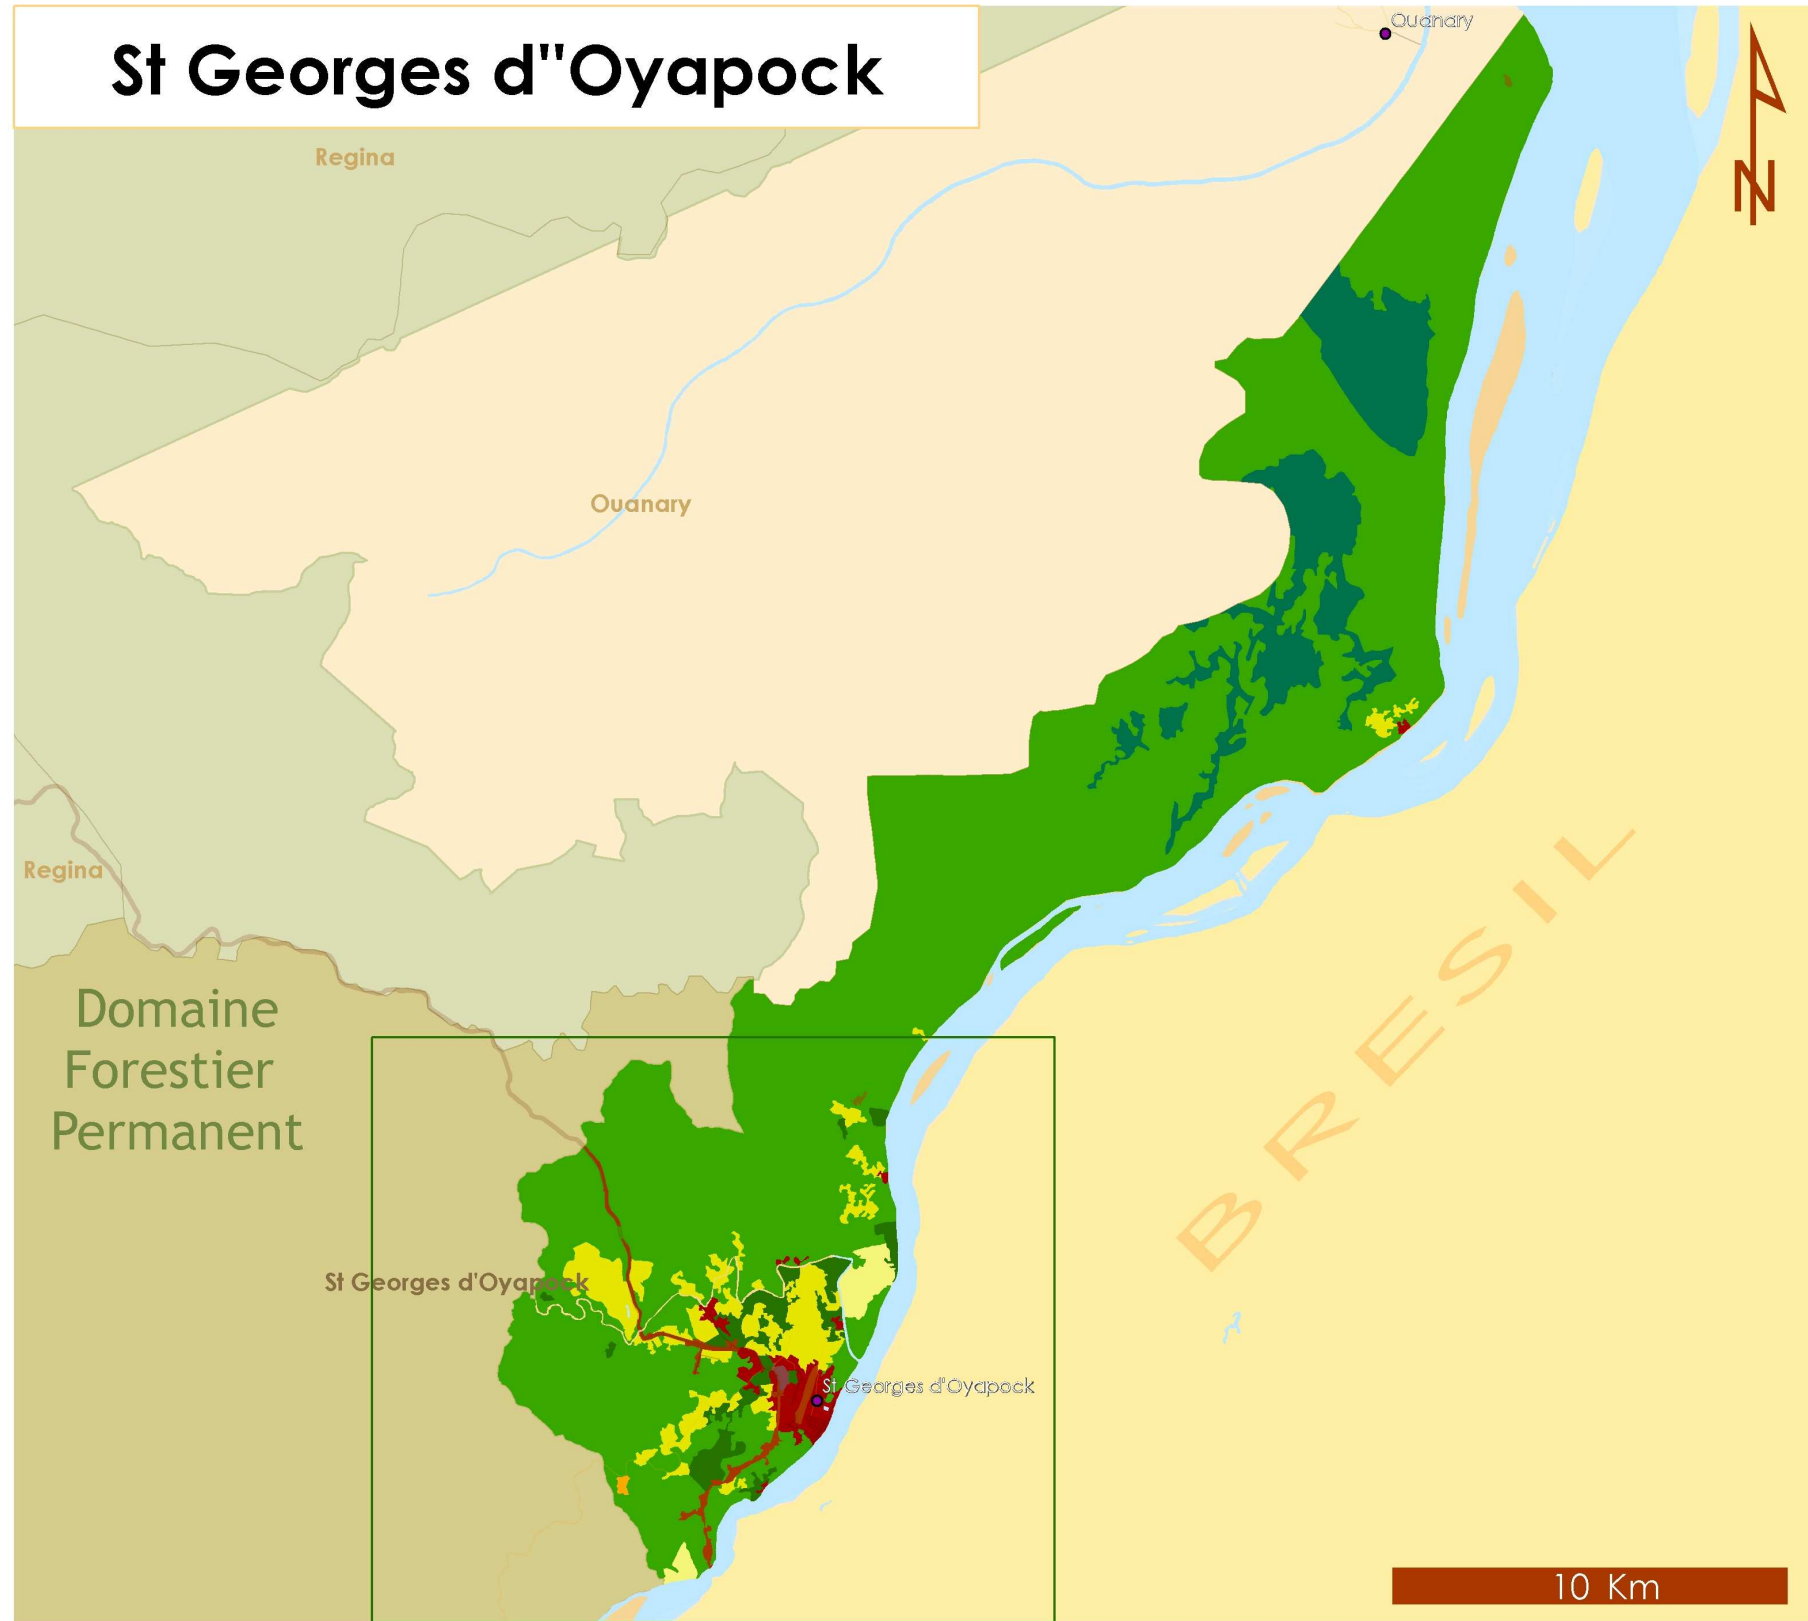 St Georges d"Oyapock
Ouanary
Regina
N
Ouanary
Regina
BRESIL
Domaine
Forestier
Permanent
St Georges d'Oyapock
St Georges d'Oyapock
10 Km